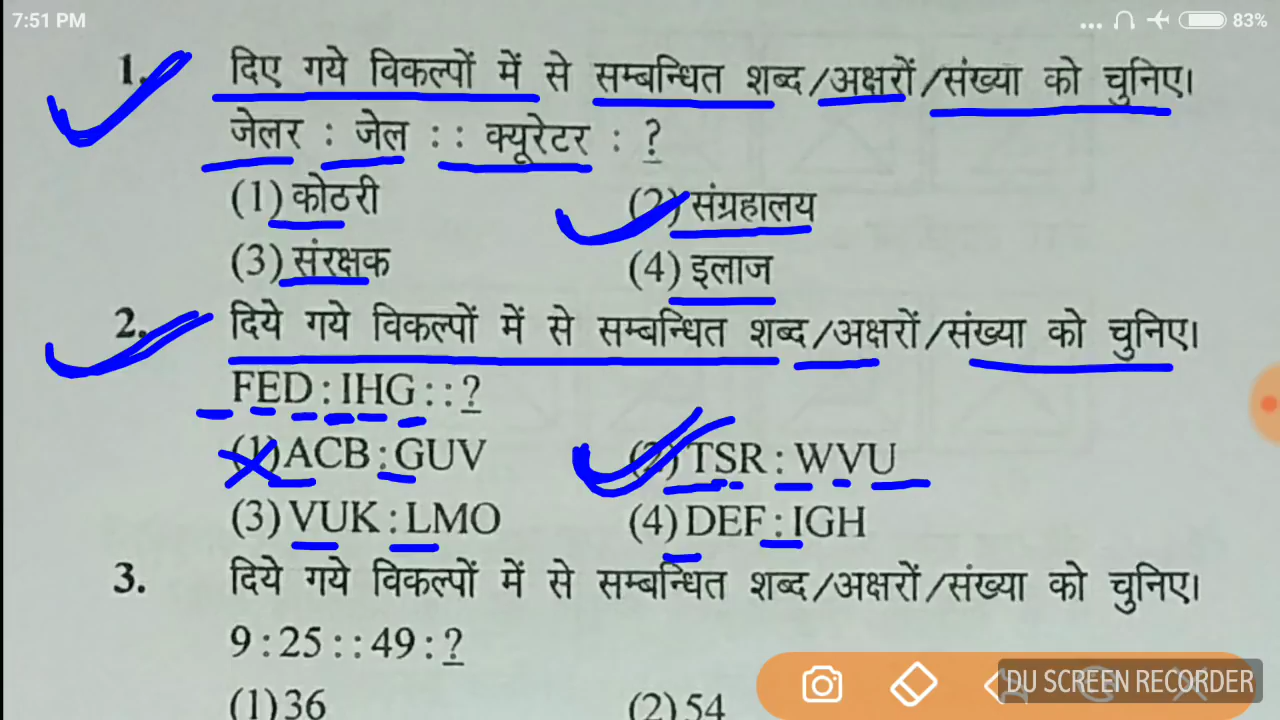 7:51 PM
83%
1. दिए गये विकल्पों में से सम्बन्धित शब्द/अक्षरों/संख्या को चुनिए।
जेलर : जेल : : क्यूरेटर : ?
(1) कोठरी (2) संग्रहालय
(3) संरक्षक (4) इलाज
2. दिये गये विकल्पों में से सम्बन्धित शब्द/अक्षरों/संख्या को चुनिए।
FED : IHG : : ?
(1) ACB : GUV (2) TSR : WVU
(3) VUK : LMO (4) DEF : IGH
3. दिये गये विकल्पों में से सम्बन्धित शब्द/अक्षरों/संख्या को चुनिए।
9 : 25 : : 49 : ?
(1) 36 (2) 54
DU SCREEN RECORDER